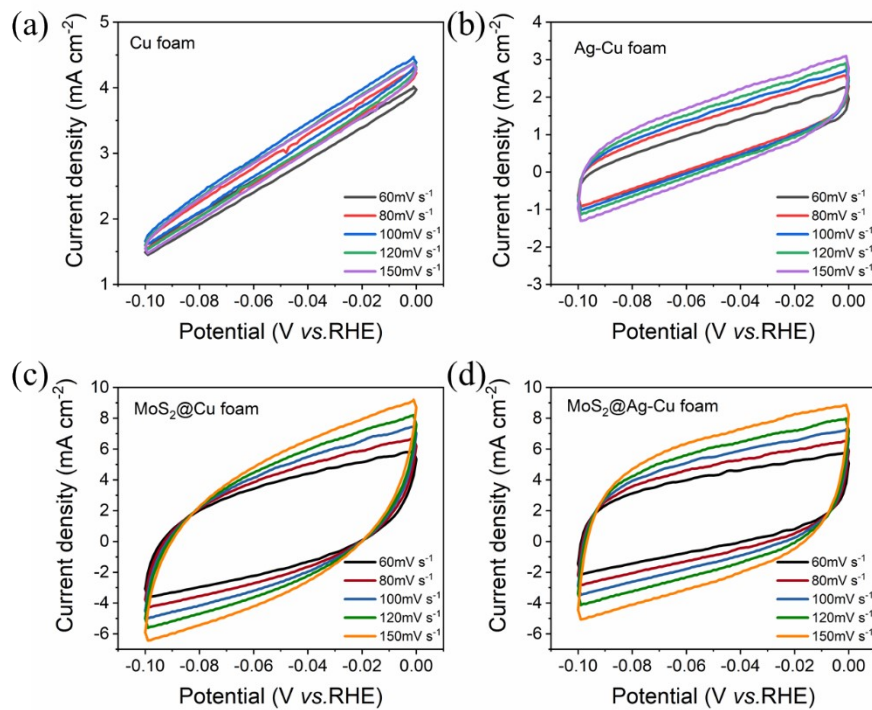 (a)
Cu foam
5
4
3
2
1
Current density (mA cm⁻²)
60mV s⁻¹
80mV s⁻¹
100mV s⁻¹
120mV s⁻¹
150mV s⁻¹
-0.10 -0.08 -0.06 -0.04 -0.02 0.00
Potential (V vs.RHE)
(b)
Ag-Cu foam
4
3
2
1
0
-1
-2
-3
Current density (mA cm⁻²)
60mV s⁻¹
80mV s⁻¹
100mV s⁻¹
120mV s⁻¹
150mV s⁻¹
-0.10 -0.08 -0.06 -0.04 -0.02 0.00
Potential (V vs.RHE)
(c)
MoS₂@Cu foam
10
8
6
4
2
0
-2
-4
-6
Current density (mA cm⁻²)
60mV s⁻¹
80mV s⁻¹
100mV s⁻¹
120mV s⁻¹
150mV s⁻¹
-0.10 -0.08 -0.06 -0.04 -0.02 0.00
Potential (V vs.RHE)
(d)
MoS₂@Ag-Cu foam
10
8
6
4
2
0
-2
-4
-6
Current density (mA cm⁻²)
60mV s⁻¹
80mV s⁻¹
100mV s⁻¹
120mV s⁻¹
150mV s⁻¹
-0.10 -0.08 -0.06 -0.04 -0.02 0.00
Potential (V vs.RHE)